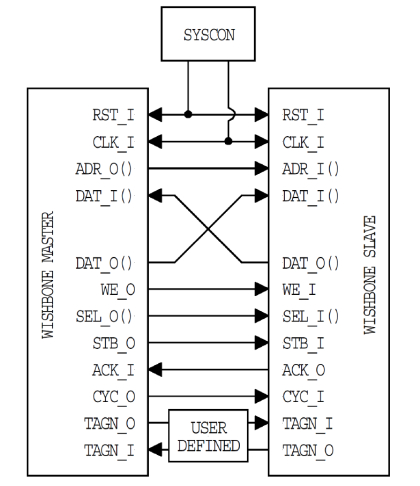 SYSCON
RST_I RST_I
CLK_I CLK_I
ADR_O() ADR_I()
DAT_I() DAT_I()
DAT_O() DAT_O()
WE_O WE_I
SEL_O() SEL_I()
STB_O STB_I
ACK_I ACK_O
CYC_O CYC_I
TAGN_O USER TAGN_I
TAGN_I DEFINED TAGN_O
WISHBONE MASTER
WISHBONE SLAVE